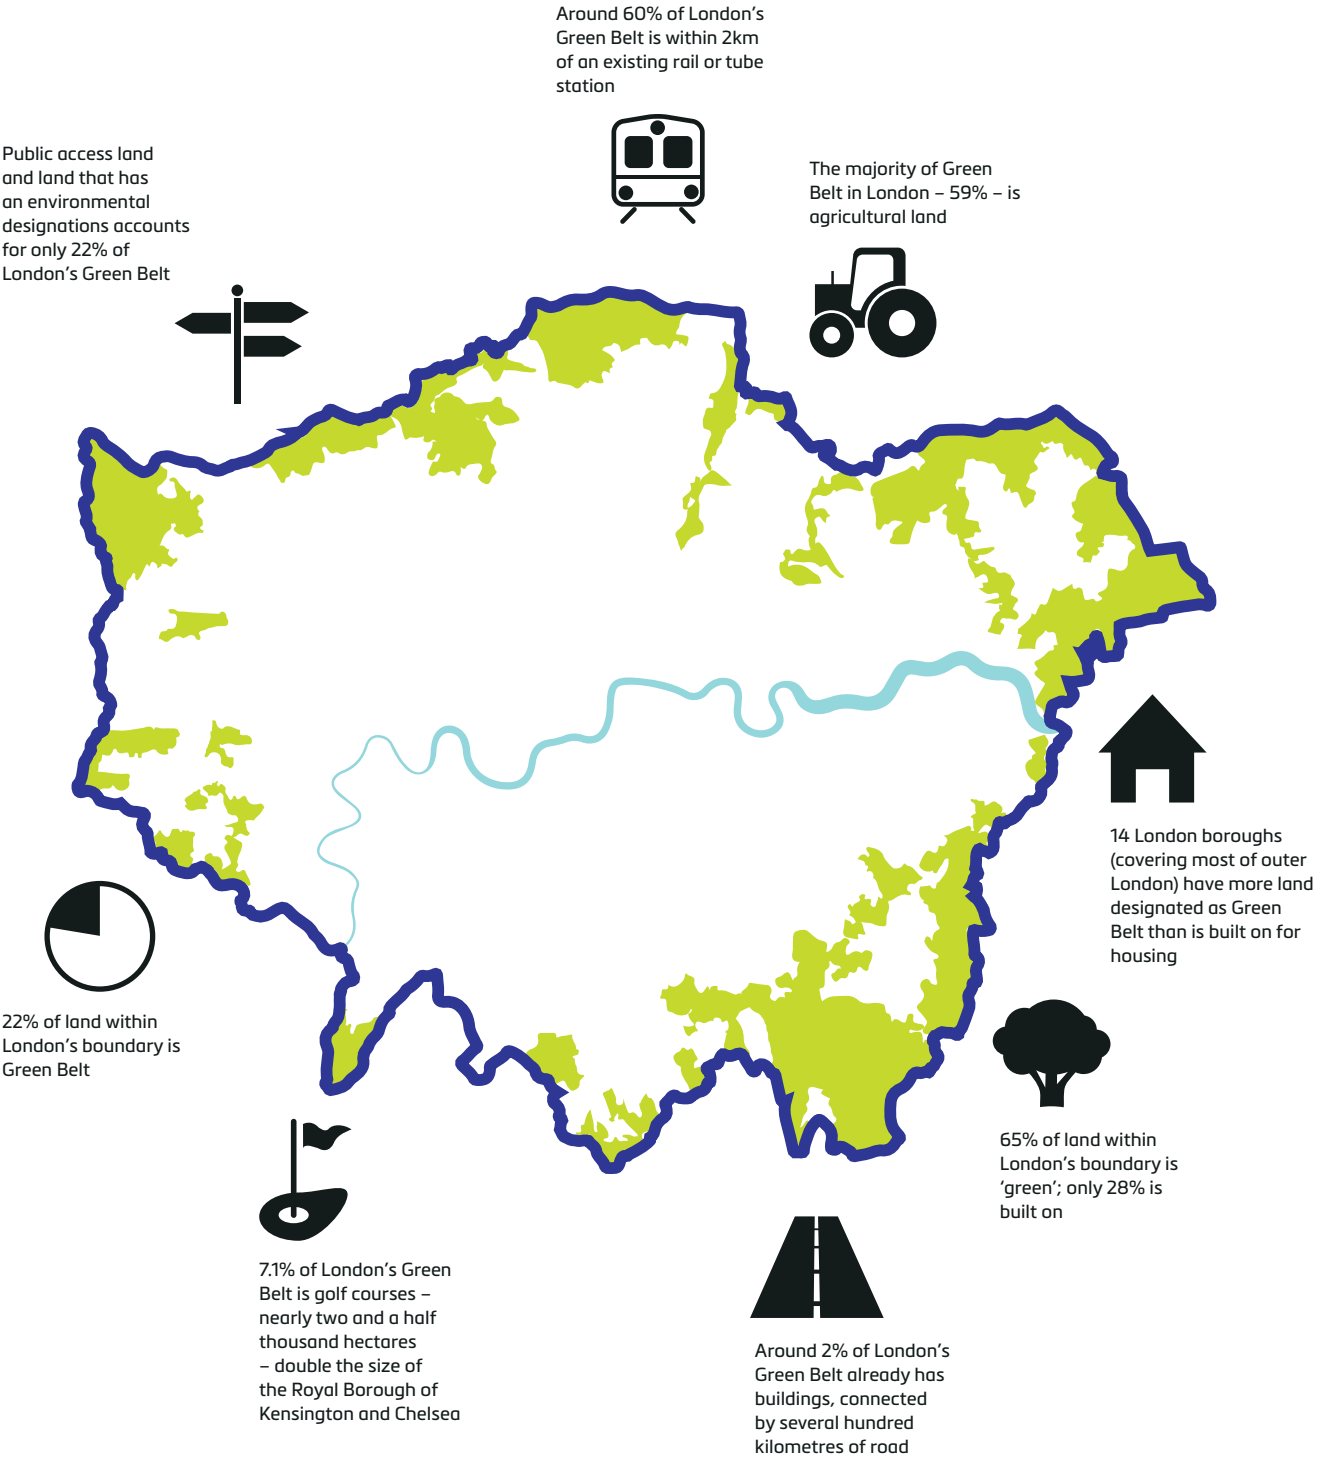 Around 60% of London's
Green Belt is within 2km
of an existing rail or tube
station
Public access land
and land that has
an environmental
designations accounts
for only 22% of
London's Green Belt
The majority of Green
Belt in London – 59% – is
agricultural land
14 London boroughs
(covering most of outer
London) have more land
designated as Green
Belt than is built on for
housing
22% of land within
London's boundary is
Green Belt
65% of land within
London's boundary is
‘green’; only 28% is
built on
7.1% of London's Green
Belt is golf courses –
nearly two and a half
thousand hectares
– double the size of
the Royal Borough of
Kensington and Chelsea
Around 2% of London's
Green Belt already has
buildings, connected
by several hundred
kilometres of road